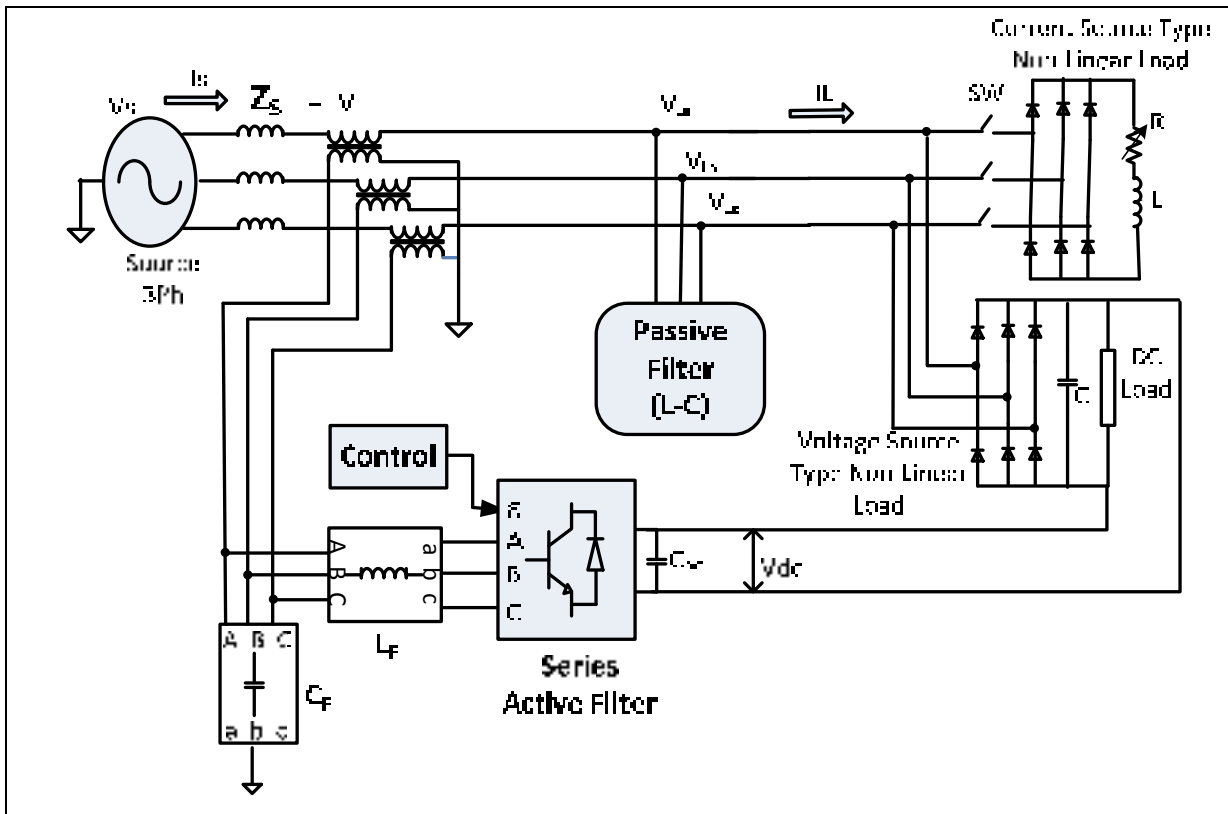 Current Source Type
Non Linear Load
Is
Vs
Zs
- V
IL
SW
R
L
Source
3Ph
Passive
Filter
(L-C)
DC
Load
C
Voltage Source
Type Non Linear
Load
Control
A
B
C
a
b
c
A
B
C
Vdc
LF
Series
Active Filter
A B C
CF
a b c